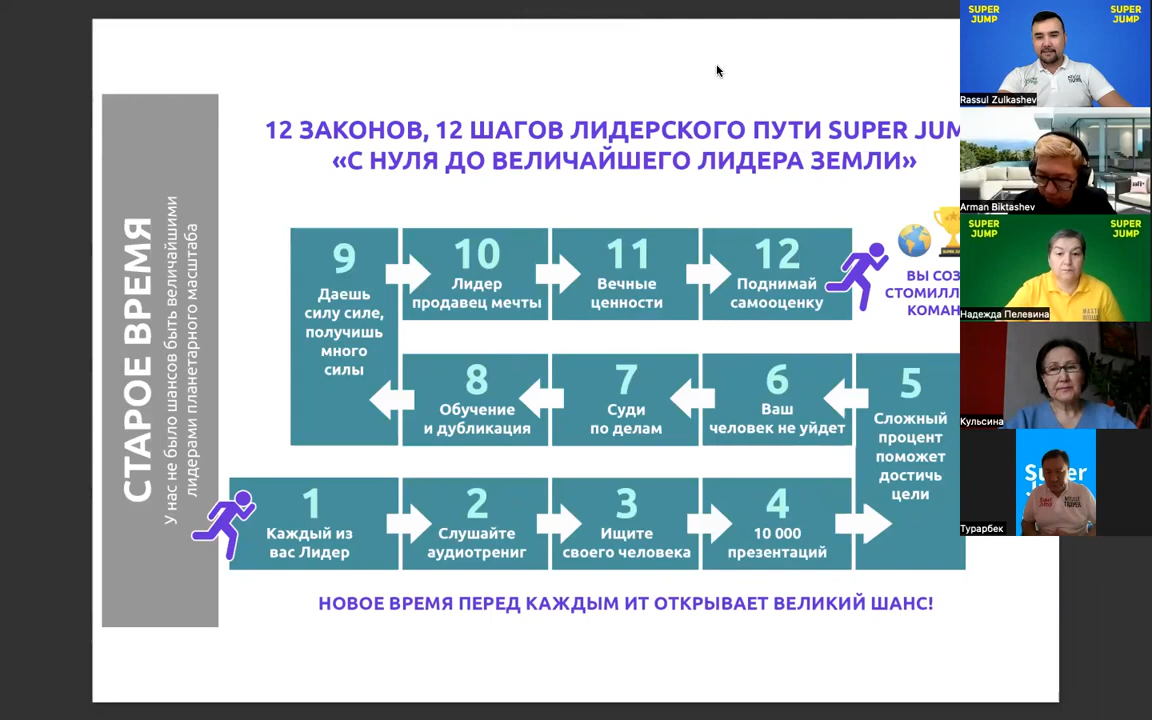 СТАРОЕ ВРЕМЯ
У нас не было шансов быть величайшими
лидерами планетарного масштаба
12 ЗАКОНОВ, 12 ШАГОВ ЛИДЕРСКОГО ПУТИ SUPER JUM
«С НУЛЯ ДО ВЕЛИЧАЙШЕГО ЛИДЕРА ЗЕМЛИ»
9
Даешь
силу силе,
получишь
много
силы
10
Лидер
продавец мечты
11
Вечные
ценности
12
Поднимай
самооценку
ВЫ СОЗ
СТОМИЛЛ
КОМАН
8
Обучение
и дубликация
7
Суди
по делам
6
Ваш
человек не уйдет
5
Сложный
процент
поможет
достичь
цели
1
Каждый из
вас Лидер
2
Слушайте
аудиотрениг
3
Ищите
своего человека
4
10 000
презентаций
НОВОЕ ВРЕМЯ ПЕРЕД КАЖДЫМ ИТ ОТКРЫВАЕТ ВЕЛИКИЙ ШАНС!
SUPER
JUMP
SUPER
JUMP
Rassul Zulkashev
Arman Biktashev
SUPER
JUMP
SUPER
JUMP
Надежда Пелевина
Кульсина
Турарбек